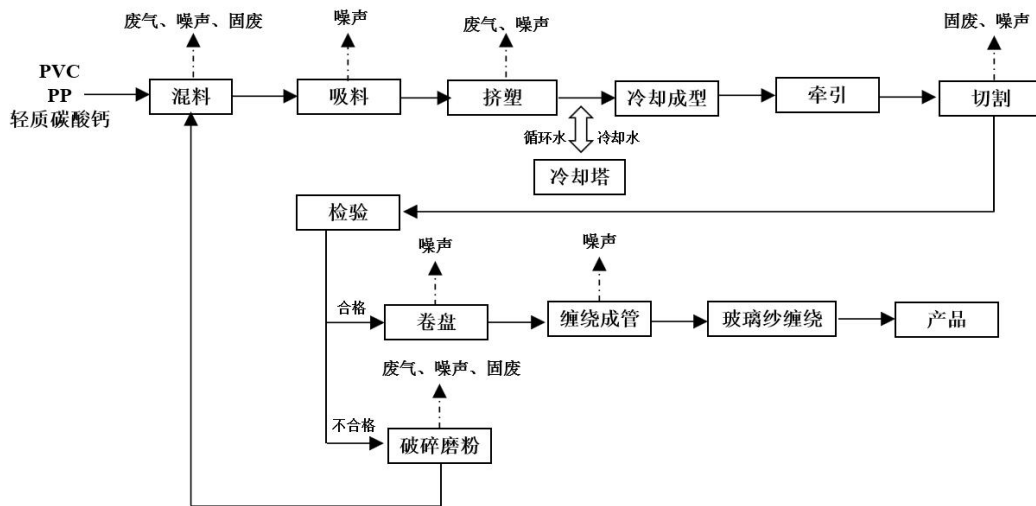 废气、噪声、固废
噪声
废气、噪声
固废、噪声
PVC
PP
轻质碳酸钙
混料
吸料
挤塑
冷却成型
牵引
切割
循环水
冷却水
冷却塔
检验
噪声
噪声
合格
卷盘
缠绕成管
玻璃纱缠绕
产品
废气、噪声、固废
不合格
破碎磨粉